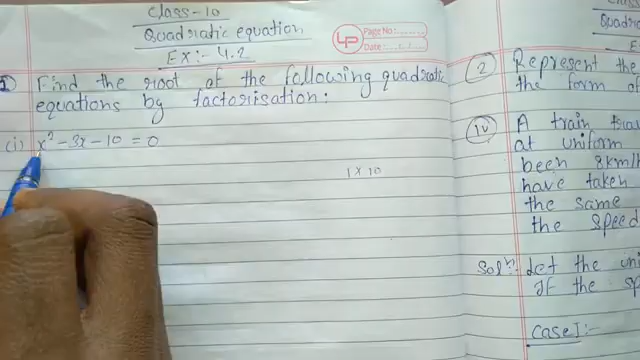 Class-10
Quadratic equation
Ex:- 4.2
LP
Page No.:
Date:
Find the root of the following quadratic
equations by factorisation:
(i) x² - 3x - 10 = 0
1 x 10
(2) Represent the
the form of
(iv) A train trav
at uniform
been 8km/h
have taken
the same
the speed
Solⁿ:- Let the uni
If the sp
Case I:-